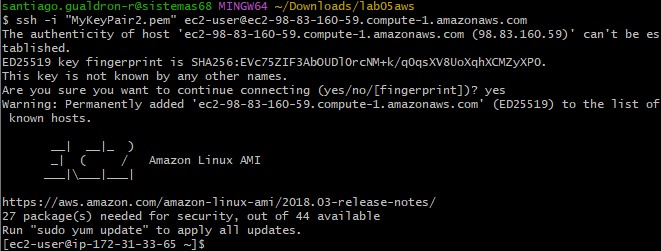 santiago.gualdron-r@sistemas68 MINGW64 ~/Downloads/lab05aws
$ ssh -i "MyKeyPair2.pem" ec2-user@ec2-98-83-160-59.compute-1.amazonaws.com
The authenticity of host 'ec2-98-83-160-59.compute-1.amazonaws.com (98.83.160.59)' can't be es
tablished.
ED25519 key fingerprint is SHA256:EVc75ZIF3AbOUDlOrcNM+k/qOqsXV8UoXqhXCMZyXPO.
This key is not known by any other names.
Are you sure you want to continue connecting (yes/no/[fingerprint])? yes
Warning: Permanently added 'ec2-98-83-160-59.compute-1.amazonaws.com' (ED25519) to the list of
 known hosts.

       __|  __|_  )
       _|  (     /   Amazon Linux AMI
      ___|\___|___|

https://aws.amazon.com/amazon-linux-ami/2018.03-release-notes/
27 package(s) needed for security, out of 44 available
Run "sudo yum update" to apply all updates.
[ec2-user@ip-172-31-33-65 ~]$